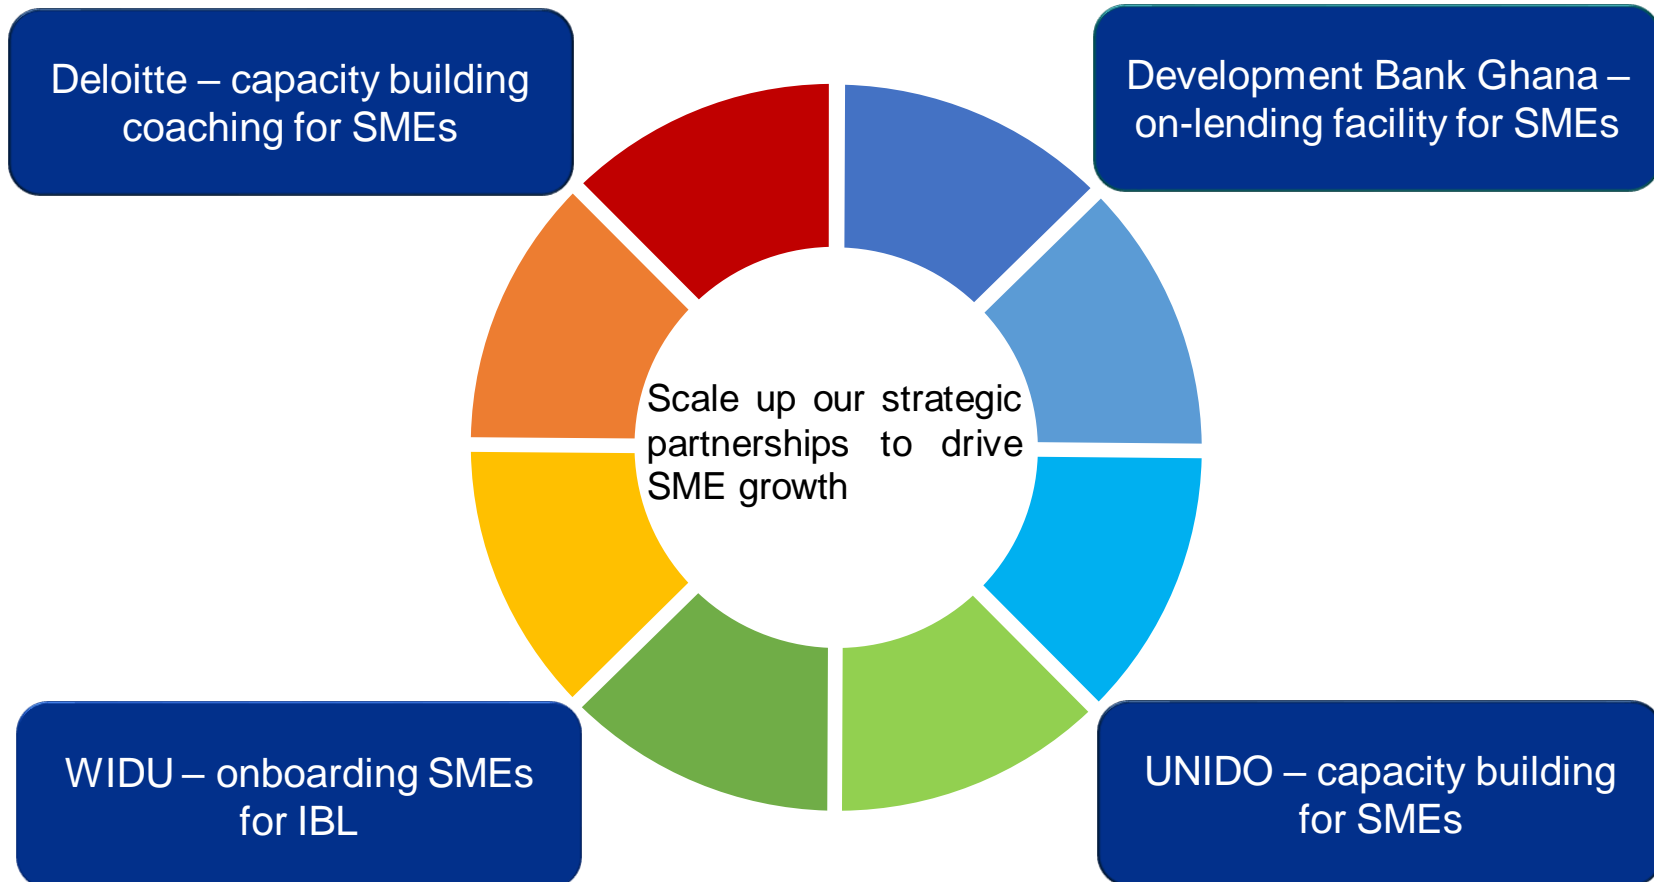 Deloitte – capacity building
coaching for SMEs
Development Bank Ghana –
on-lending facility for SMEs
Scale up our strategic
partnerships to drive
SME growth
WIDU – onboarding SMEs
for IBL
UNIDO – capacity building
for SMEs